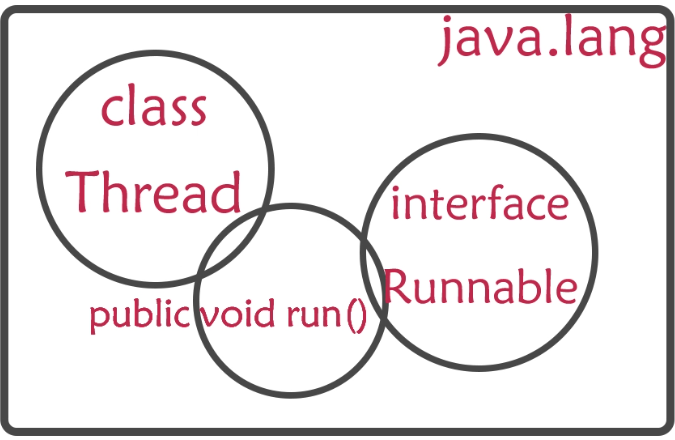 java.lang
class
Thread
interface
Runnable
public void run()